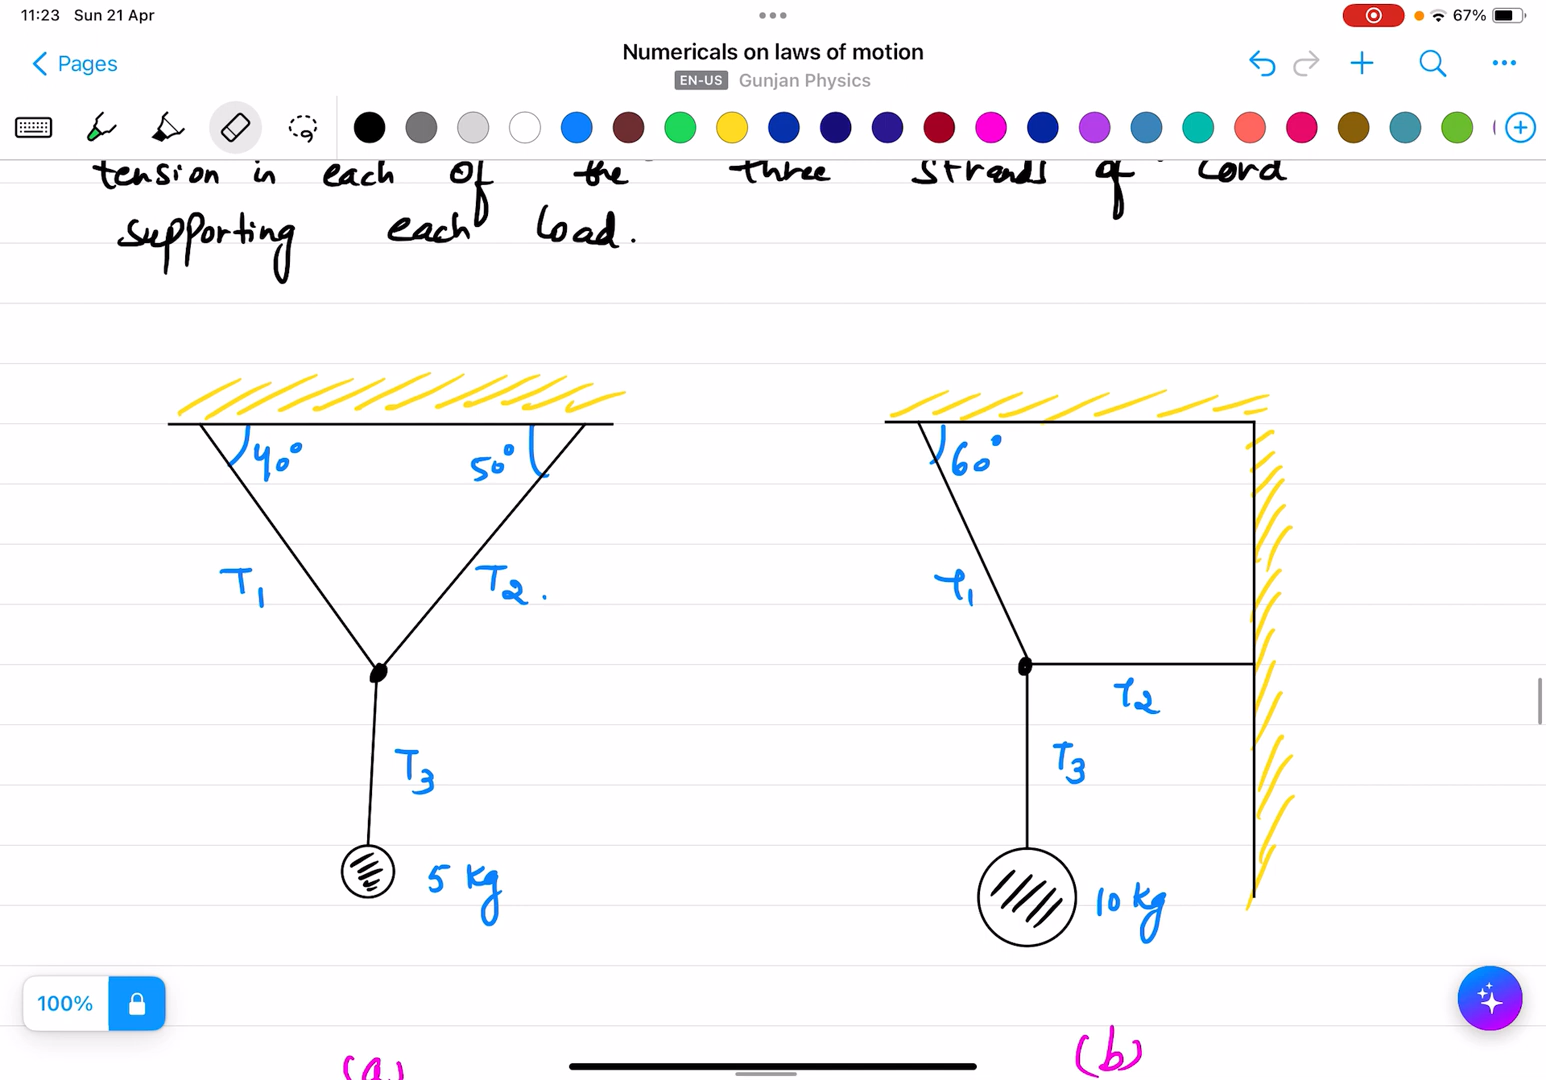 11:23 Sun 21 Apr
67%
Pages
Numericals on laws of motion
EN-US Gunjan Physics
tension in each of the three strands of cord
supporting each load.
40°
50°
60°
T1
T2.
T1
T2
T3
T3
5 kg
10 kg
100%
(a)
(b)